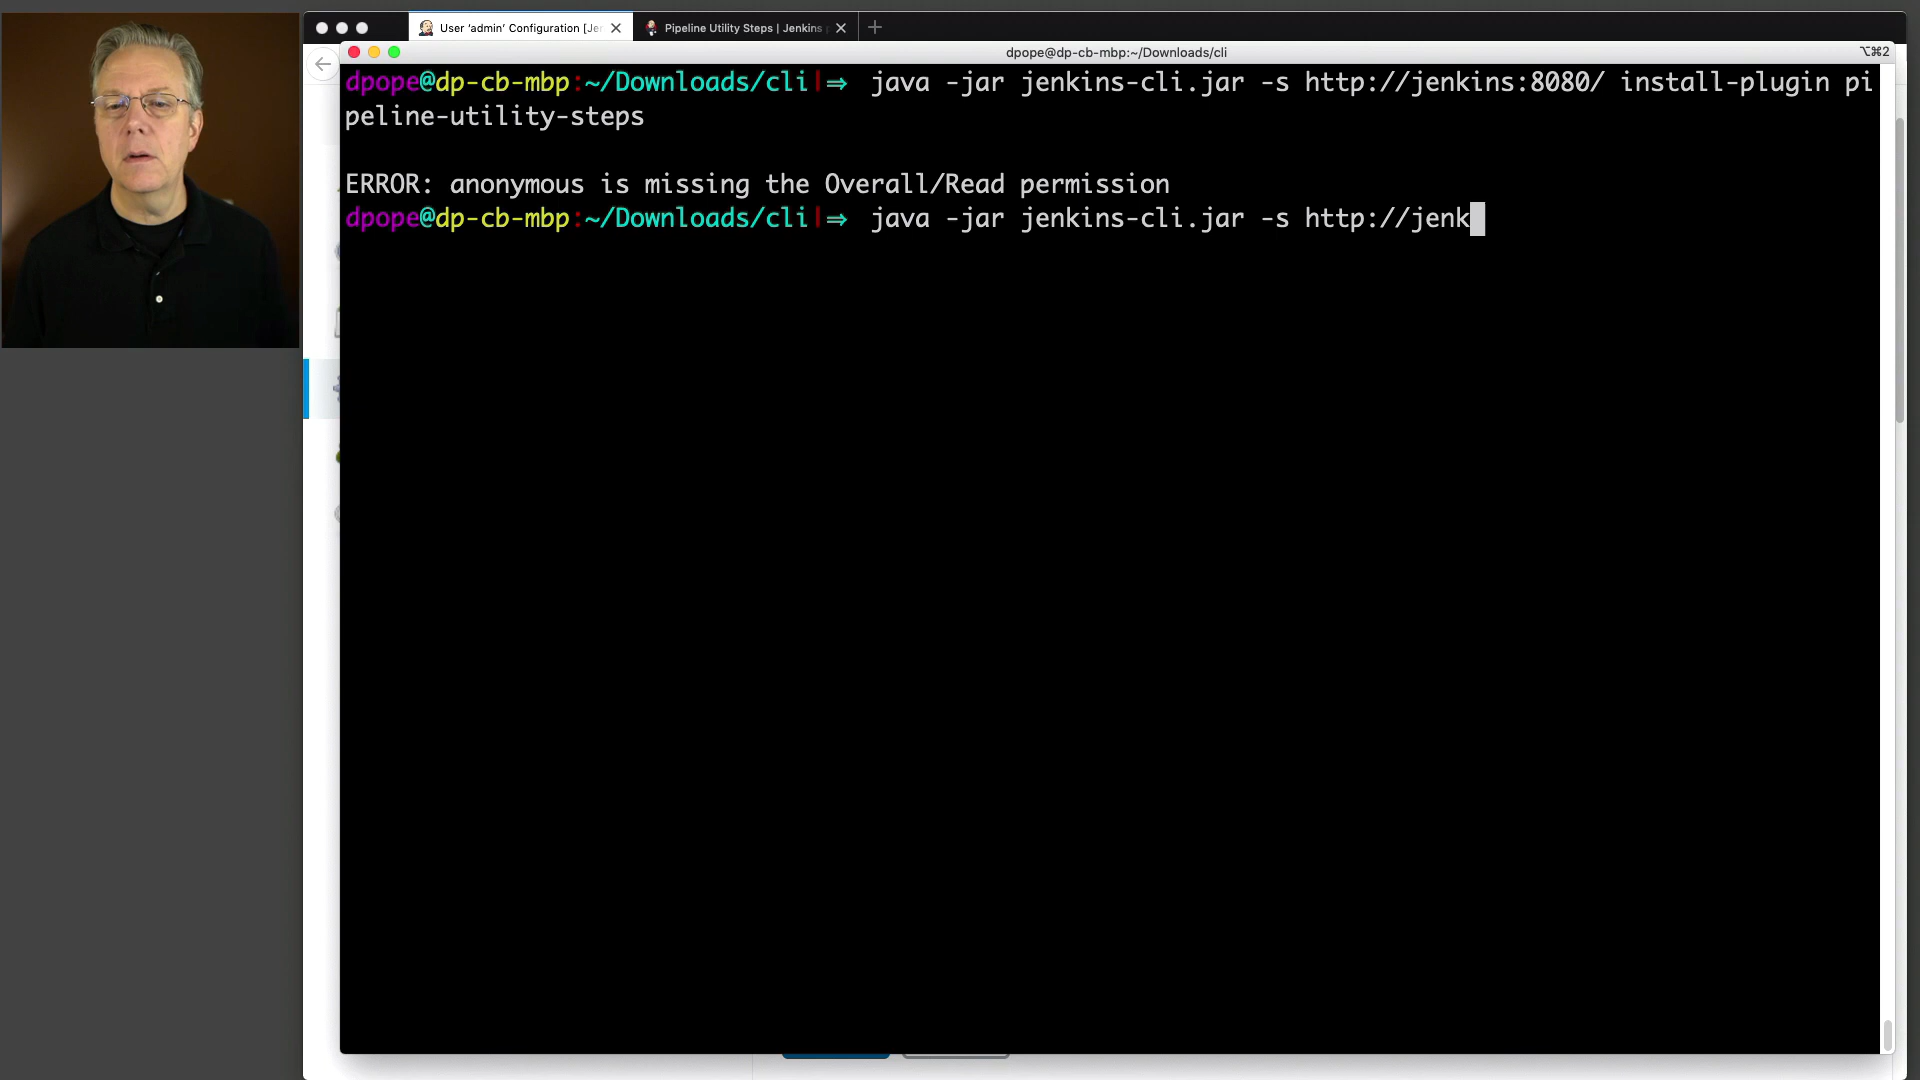 User ‘admin’ Configuration [Je
Pipeline Utility Steps | Jenkins
dpope@dp-cb-mbp:~/Downloads/cli
⌥⌘2
dpope@dp-cb-mbp:~/Downloads/cli|⇒ java -jar jenkins-cli.jar -s http://jenkins:8080/ install-plugin pi
peline-utility-steps
ERROR: anonymous is missing the Overall/Read permission
dpope@dp-cb-mbp:~/Downloads/cli|⇒ java -jar jenkins-cli.jar -s http://jenk